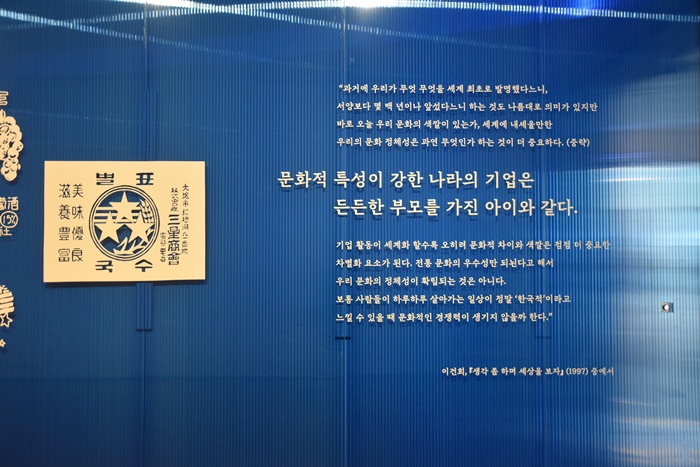 “과거에 우리가 무엇 무엇을 세계 최초로 발명했다느니,
서양보다 몇 백 년이나 앞섰다느니 하는 것도 나름대로 의미가 있지만
바로 오늘 우리 문화의 색깔이 있는가, 세계에 내세울만한
우리의 문화 정체성은 과연 무엇인가 하는 것이 더 중요하다. (중략)
문화적 특성이 강한 나라의 기업은
든든한 부모를 가진 아이와 같다.
기업 활동이 세계화 할수록 오히려 문화적 차이와 색깔은 점점 더 중요한
차별화 요소가 된다. 전통 문화의 우수성만 되뇐다고 해서
우리 문화의 정체성이 확립되는 것은 아니다.
보통 사람들이 하루하루 살아가는 일상이 정말 ‘한국적’이라고
느낄 수 있을 때 문화적인 경쟁력이 생기지 않을까 한다.”
이건희, 『생각 좀 하며 세상을 보자』 (1997) 중에서
별표
美味優良
滋養豊富
株式會社 三星商會
국수
酒
社